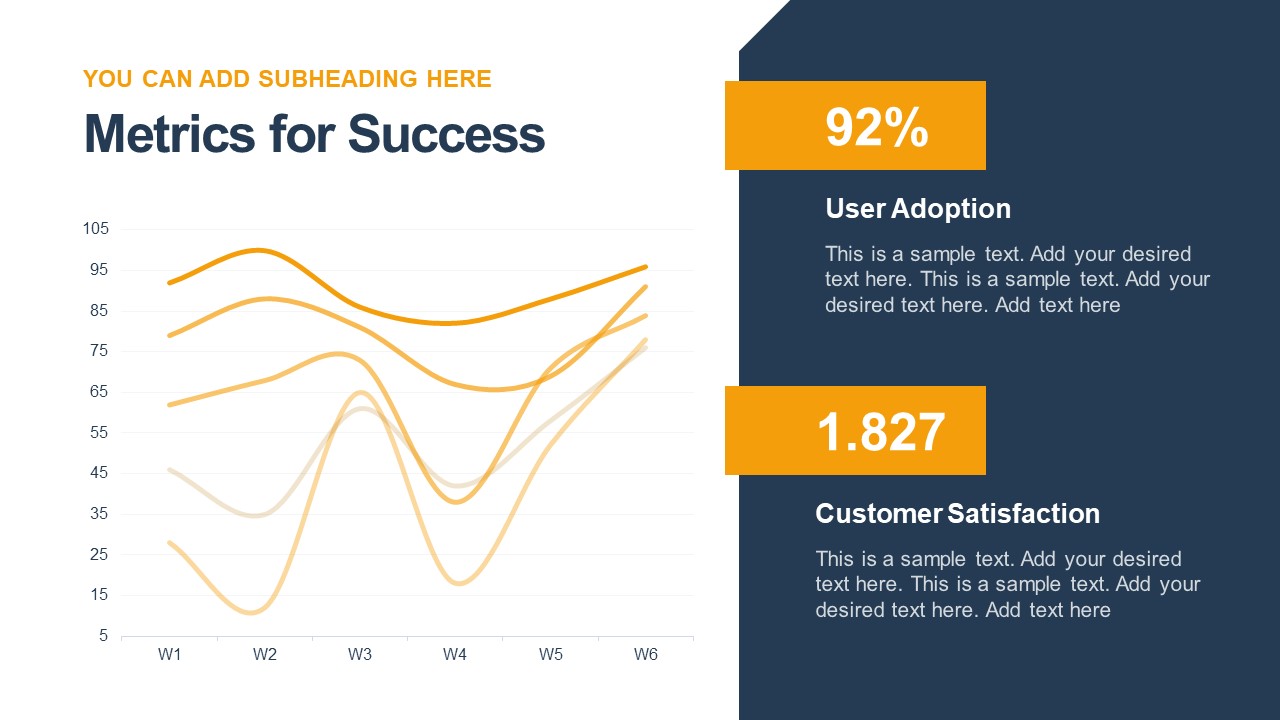 YOU CAN ADD SUBHEADING HERE
Metrics for Success
105
95
85
75
65
55
45
35
25
15
5
W1 W2 W3 W4 W5 W6
92%
User Adoption
This is a sample text. Add your desired
text here. This is a sample text. Add your
desired text here. Add text here
1.827
Customer Satisfaction
This is a sample text. Add your desired
text here. This is a sample text. Add your
desired text here. Add text here